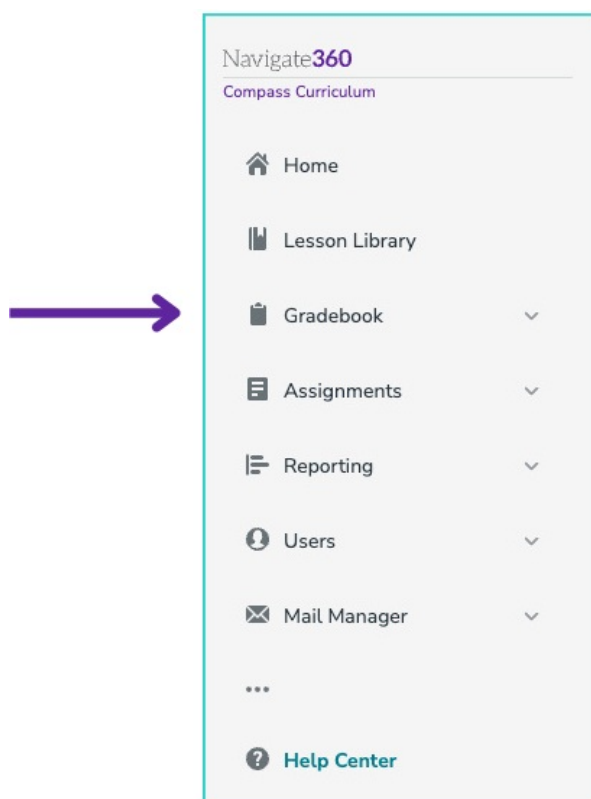 Navigate360
Compass Curriculum
Home
Lesson Library
Gradebook
Assignments
Reporting
Users
Mail Manager
...
Help Center